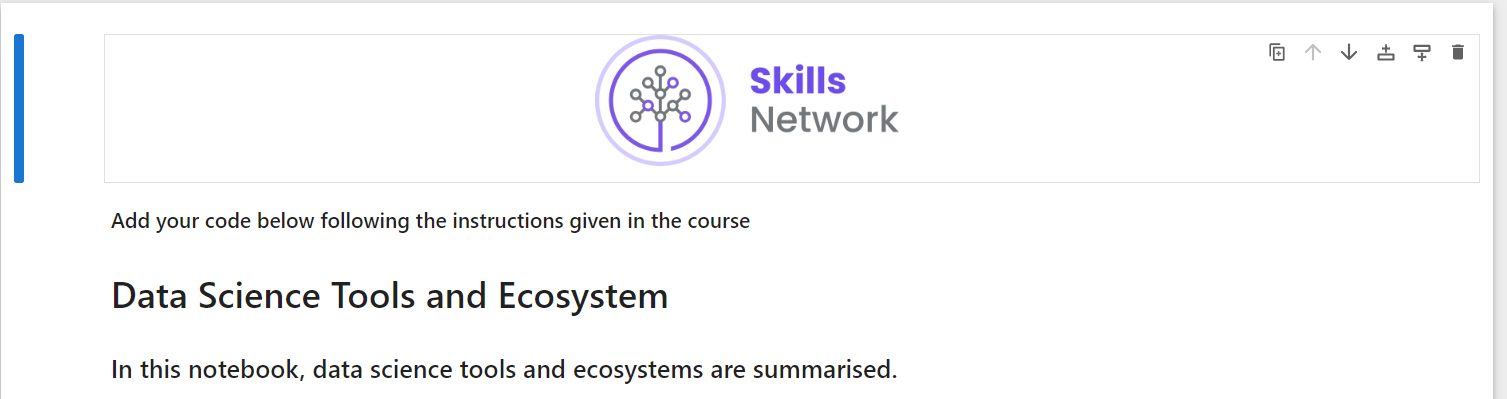 Skills
Network
Add your code below following the instructions given in the course
Data Science Tools and Ecosystem
In this notebook, data science tools and ecosystems are summarised.